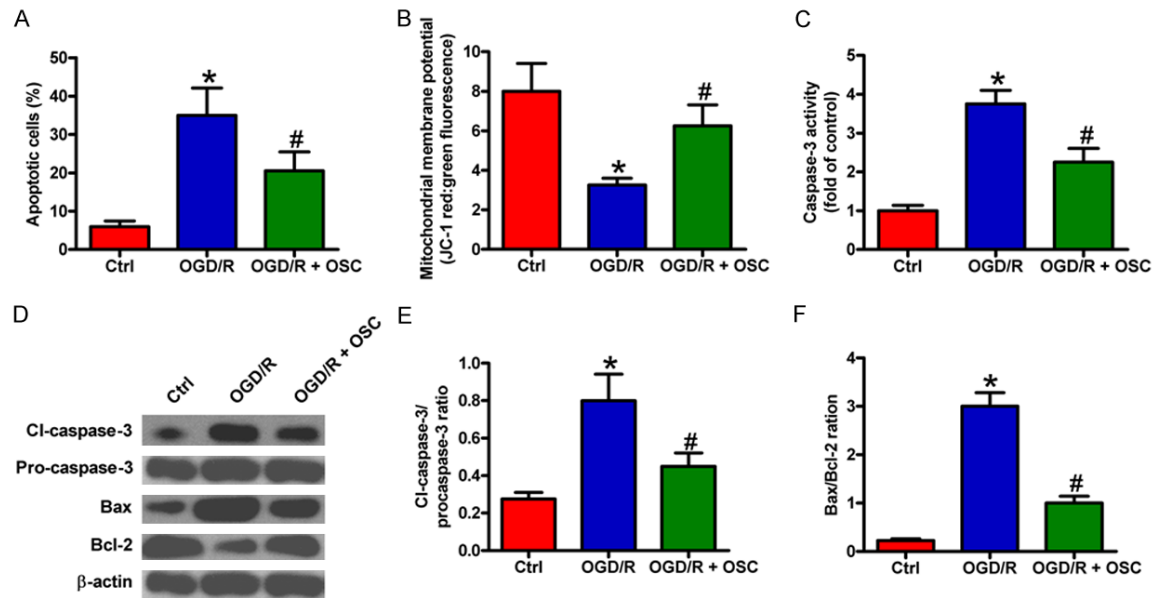 A
Apoptotic cells (%)
50
40
30
20
10
0
*
#
Ctrl OGD/R OGD/R + OSC
B
Mitochondrial membrane potential
(JC-1 red:green fluorescence)
10
8
6
4
2
0
*
#
Ctrl OGD/R OGD/R + OSC
C
Caspase-3 activity
(fold of control)
5
4
3
2
1
0
*
#
Ctrl OGD/R OGD/R + OSC
D
Ctrl OGD/R OGD/R + OSC
Cl-caspase-3
Pro-caspase-3
Bax
Bcl-2
β-actin
E
Cl-caspase-3/
procaspase-3 ratio
1.0
0.8
0.6
0.4
0.2
0.0
*
#
Ctrl OGD/R OGD/R + OSC
F
Bax/Bcl-2 ration
4
3
2
1
0
*
#
Ctrl OGD/R OGD/R + OSC